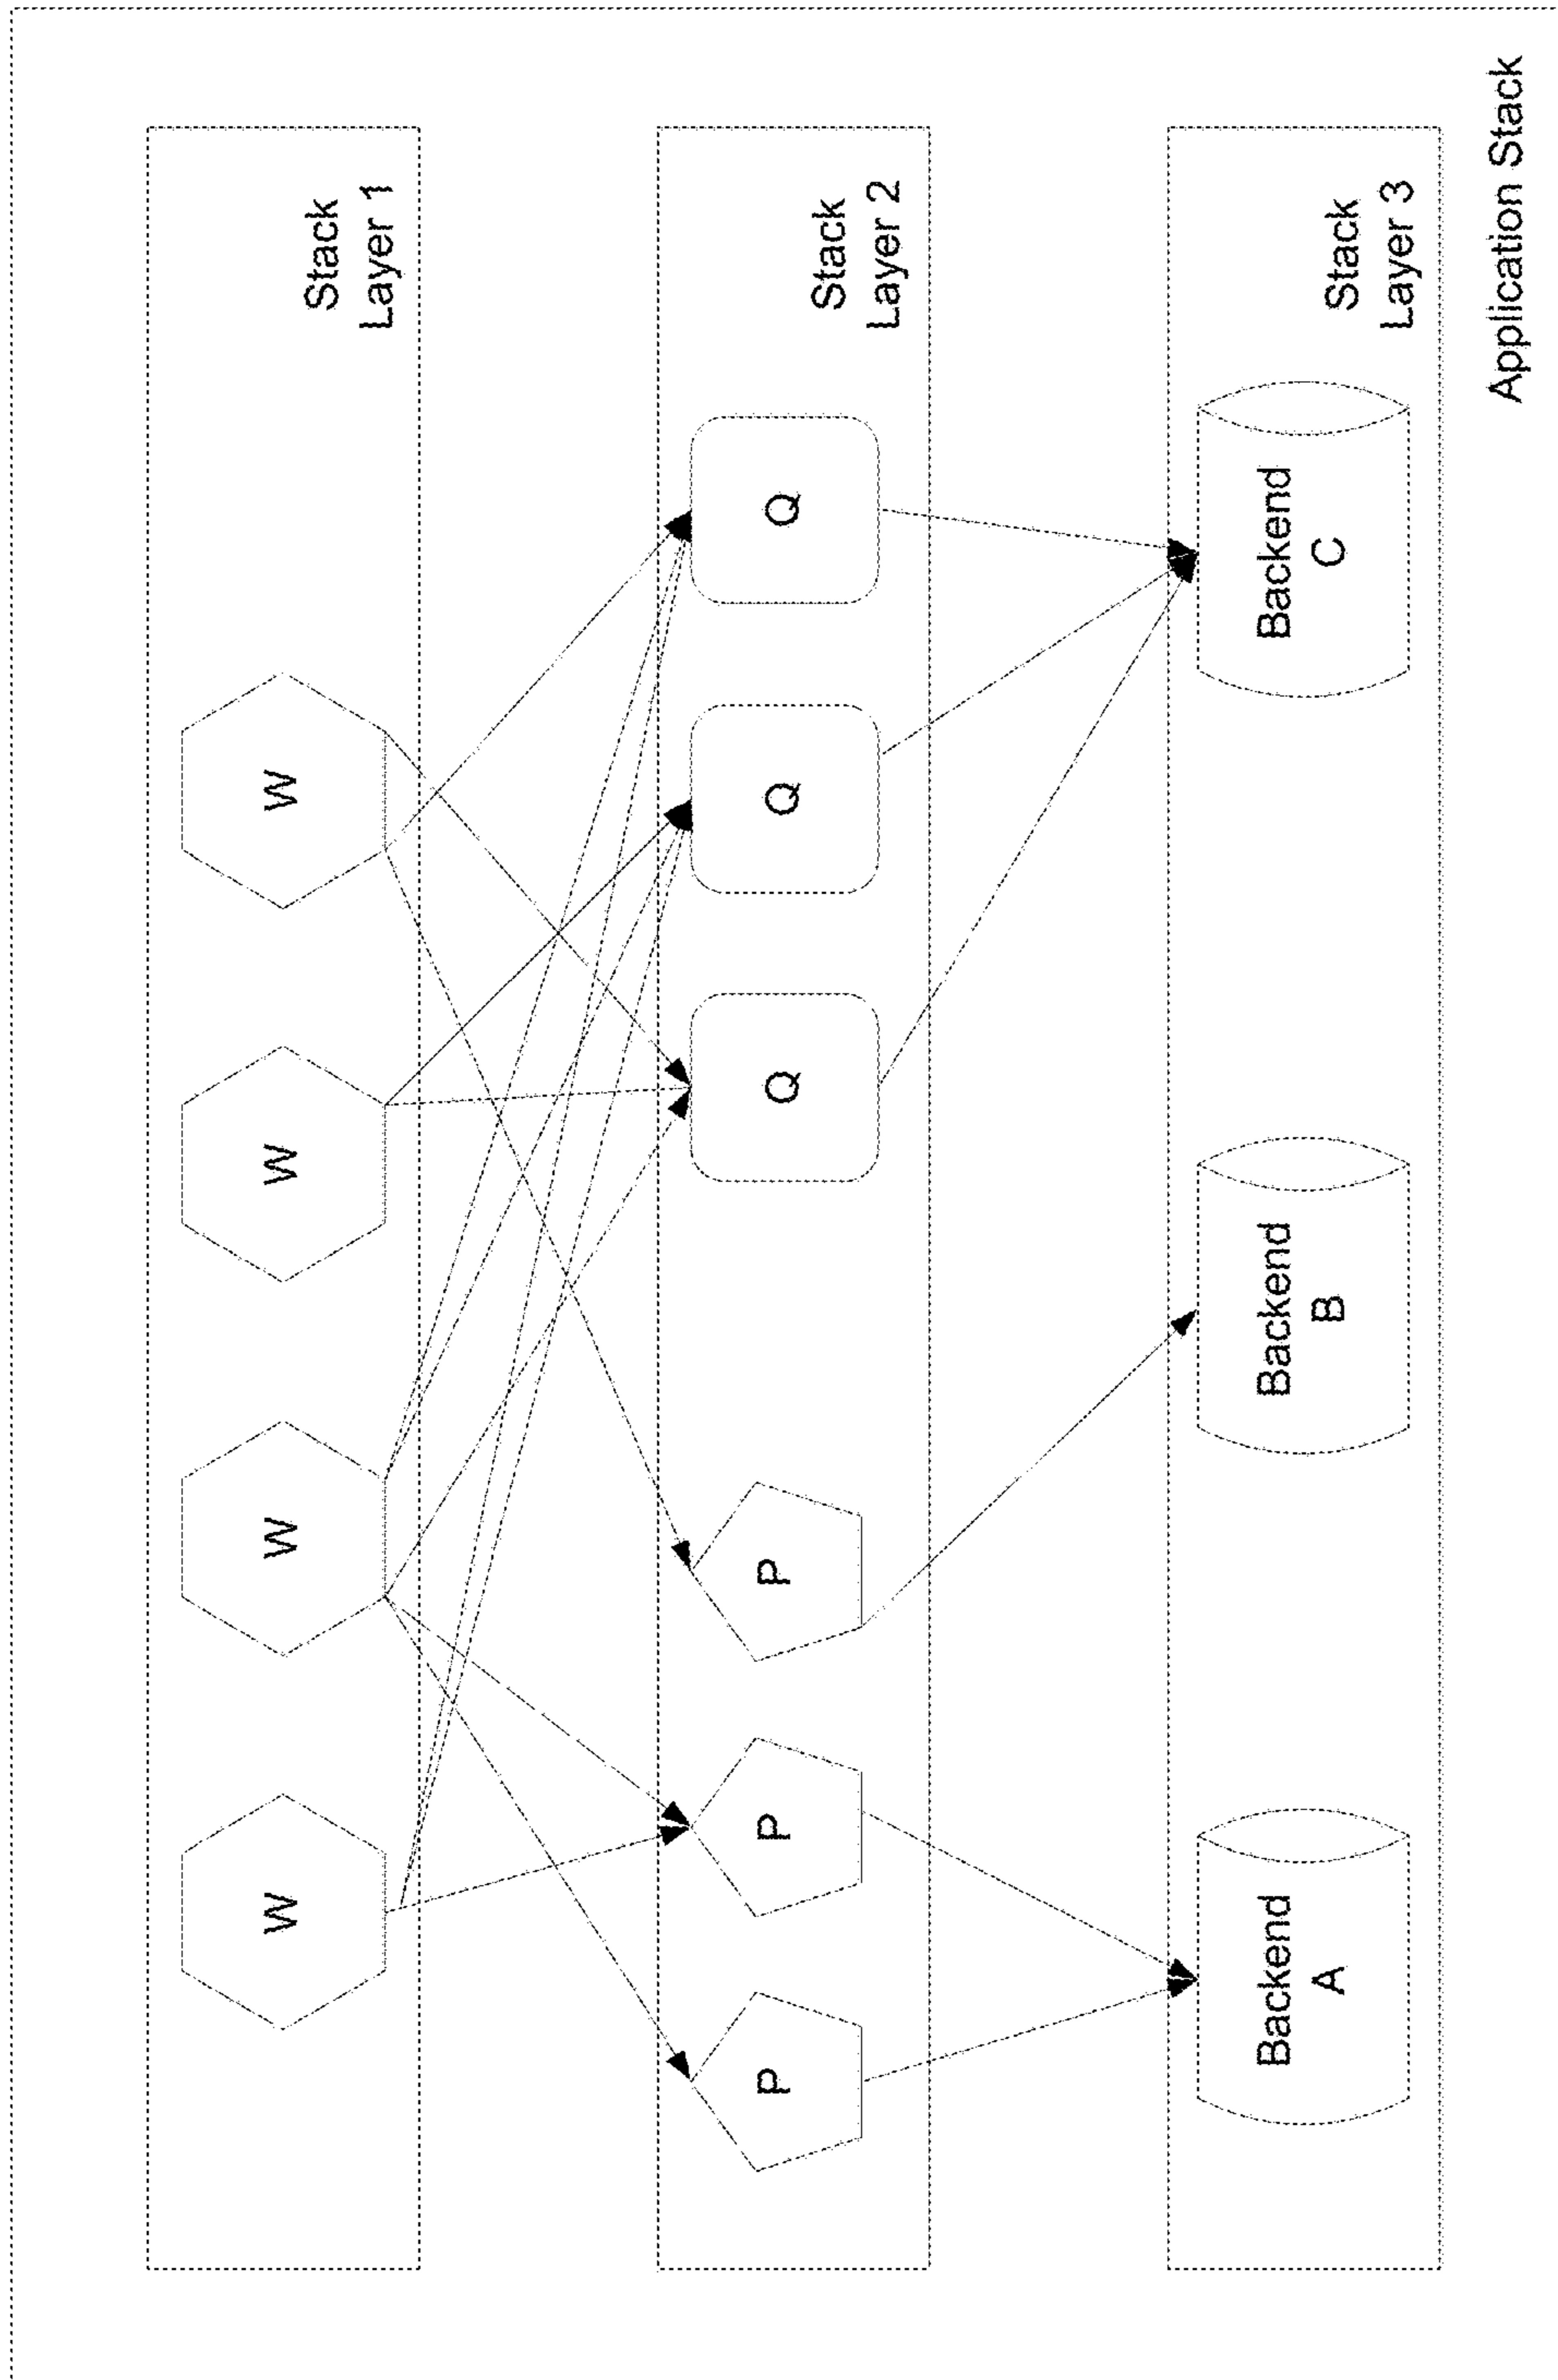 W
W
W
W
Stack
Layer 1
P
P
P
Q
Q
Q
Stack
Layer 2
Backend
A
Backend
B
Backend
C
Stack
Layer 3
Application Stack